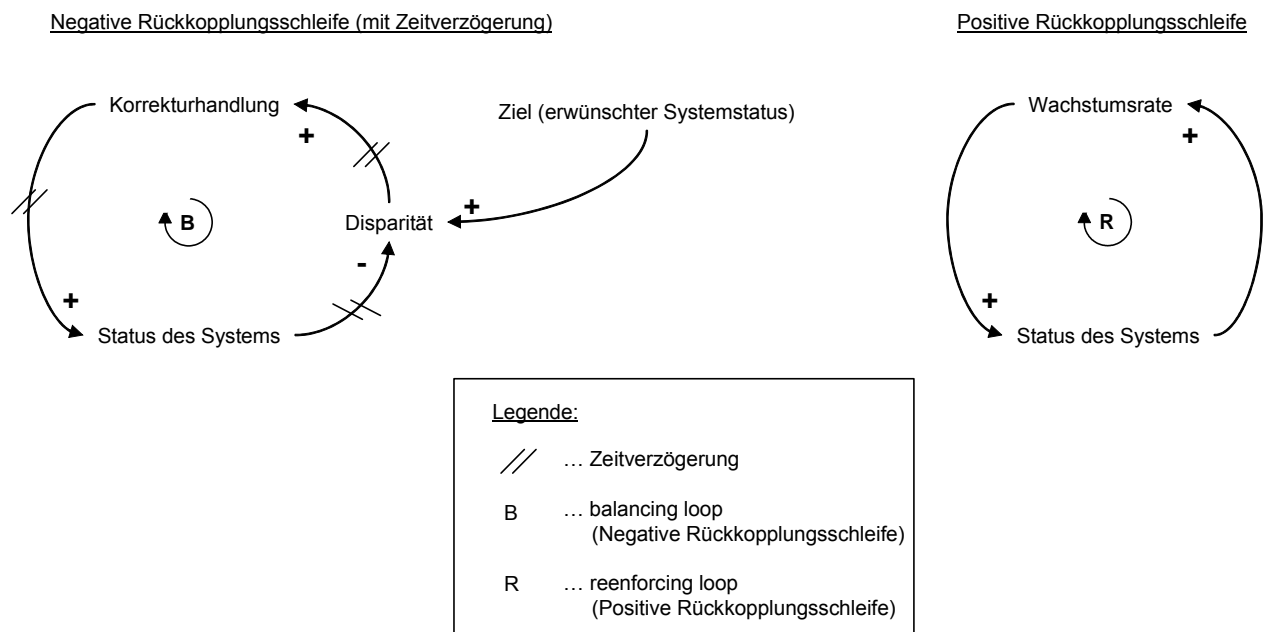 Negative Rückkopplungsschleife (mit Zeitverzögerung)
Positive Rückkopplungsschleife
Korrekturhandlung
+
Ziel (erwünschter Systemstatus)
+
Disparität
B
-
+
Status des Systems
Wachstumsrate
+
R
+
Status des Systems
Legende:
// … Zeitverzögerung
B … balancing loop
(Negative Rückkopplungsschleife)
R … reenforcing loop
(Positive Rückkopplungsschleife)